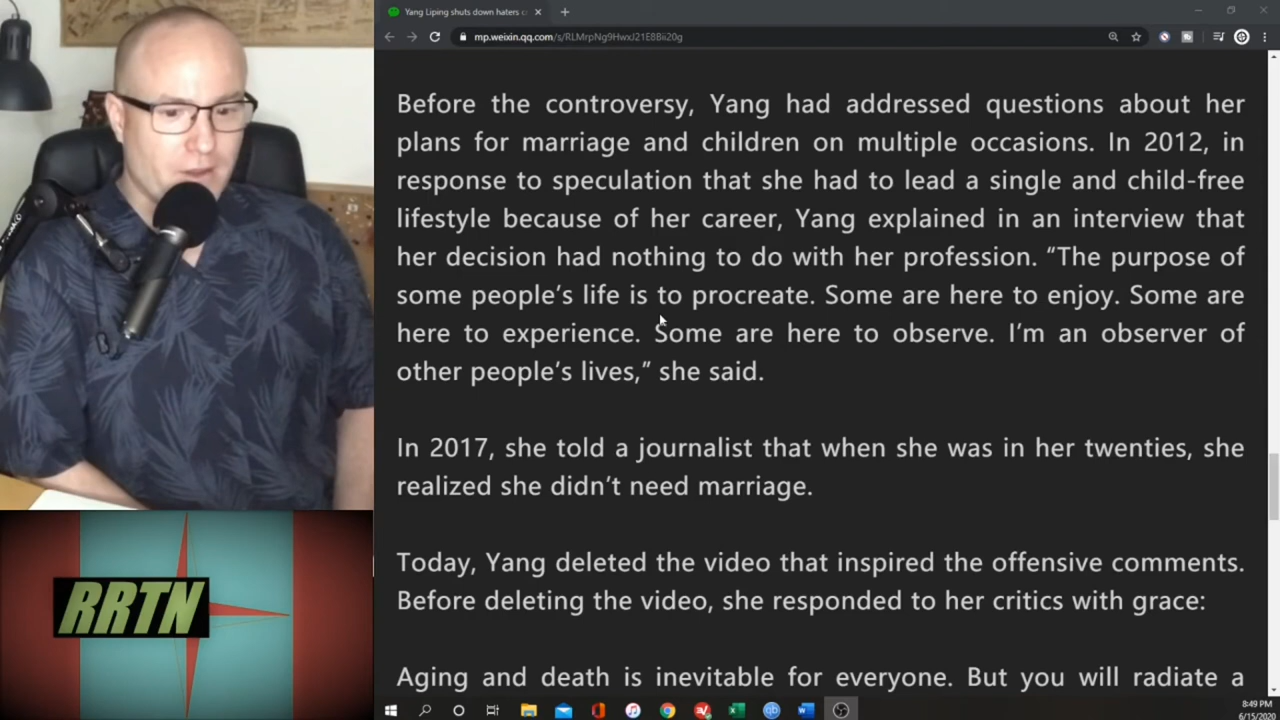 Yang Liping shuts down haters c
mp.weixin.qq.com/s/RLMrpNg9HwxJ21E8Bii20g
Before the controversy, Yang had addressed questions about her
plans for marriage and children on multiple occasions. In 2012, in
response to speculation that she had to lead a single and child-free
lifestyle because of her career, Yang explained in an interview that
her decision had nothing to do with her profession. “The purpose of
some people’s life is to procreate. Some are here to enjoy. Some are
here to experience. Some are here to observe. I’m an observer of
other people’s lives,” she said.
In 2017, she told a journalist that when she was in her twenties, she
realized she didn’t need marriage.
Today, Yang deleted the video that inspired the offensive comments.
Before deleting the video, she responded to her critics with grace:
Aging and death is inevitable for everyone. But you will radiate a
RRTN
8:49 PM
6/15/2020